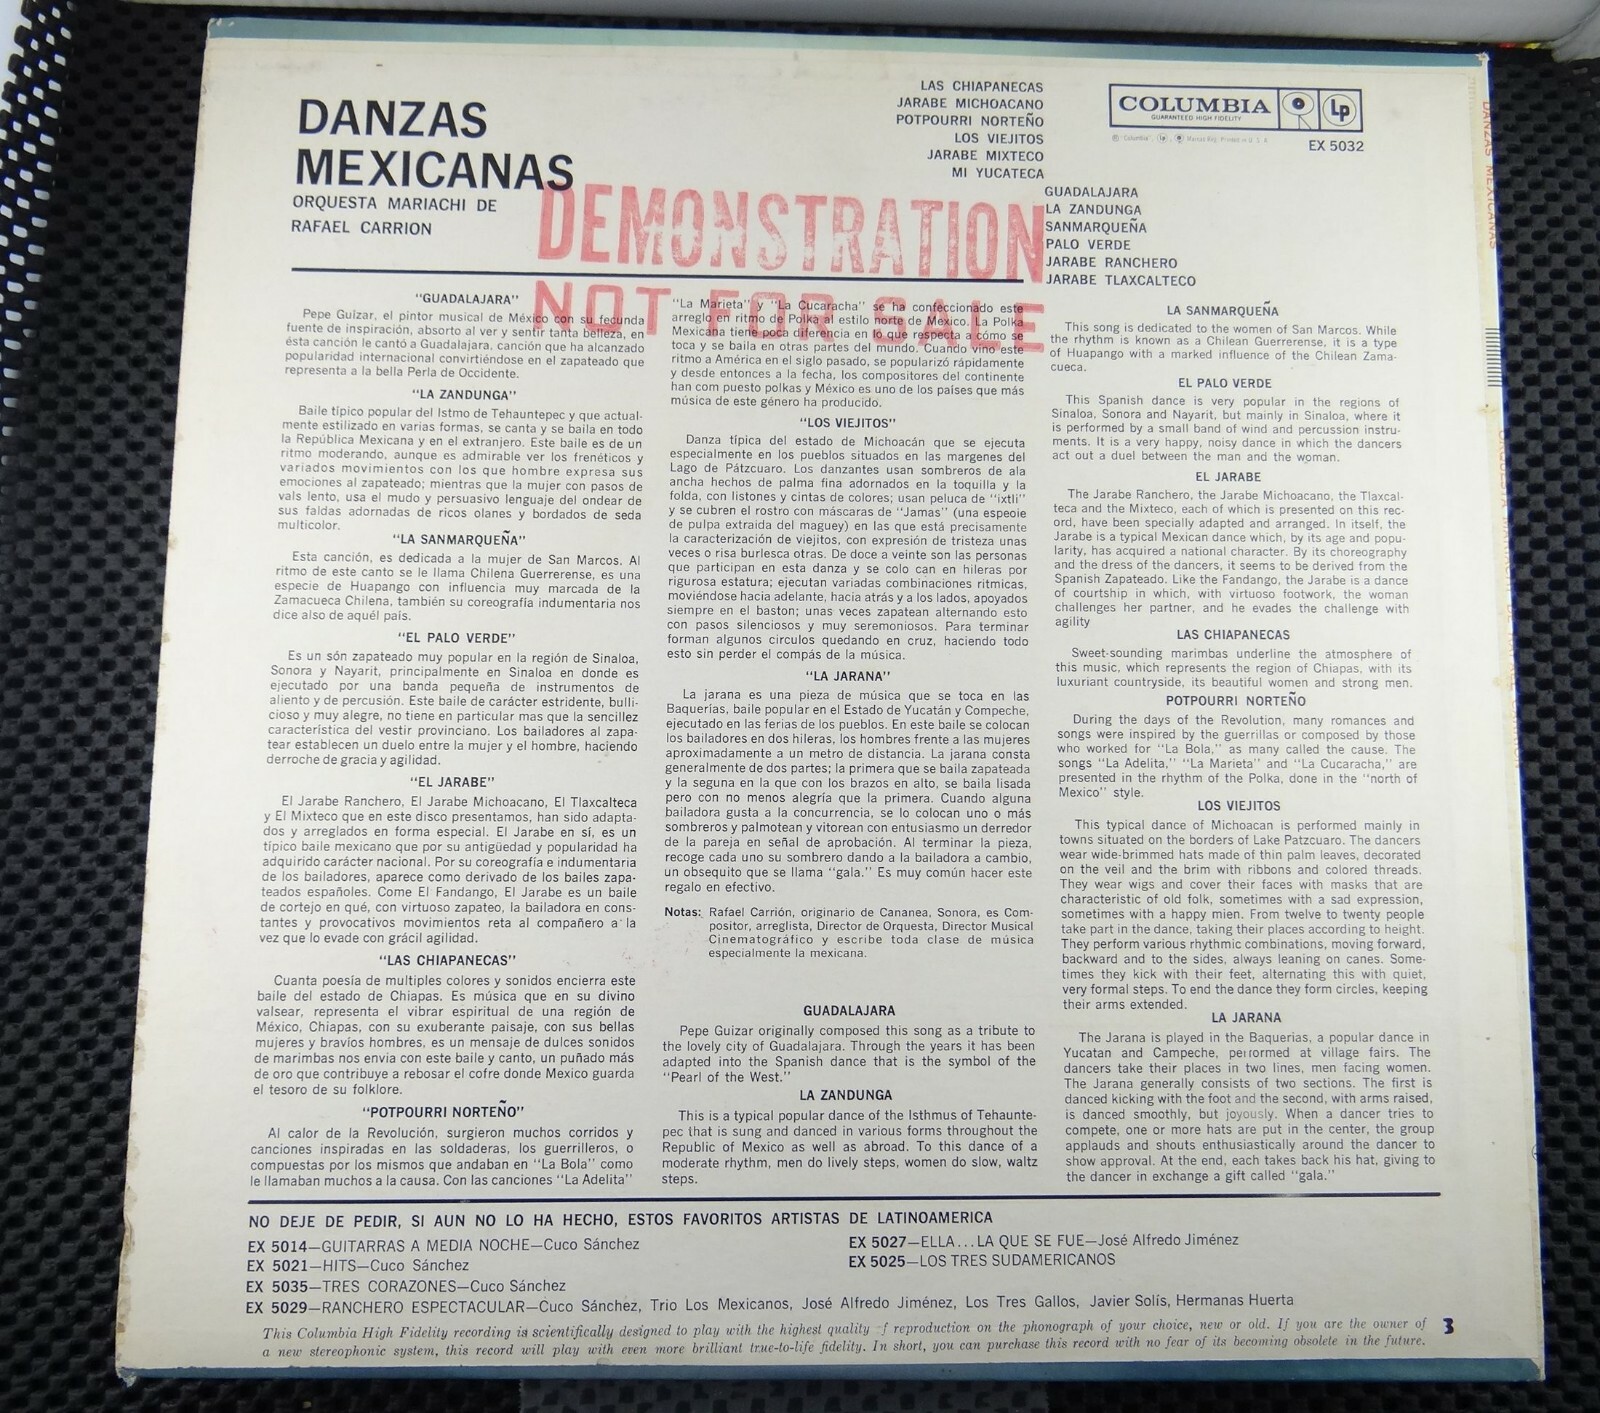 DANZAS
MEXICANAS
ORQUESTA MARIACHI DE
RAFAEL CARRION
LAS CHIAPANECAS
JARABE MICHOACANO
POTPOURRI NORTEÑO
LOS VIEJITOS
JARABE MIXTECO
MI YUCATECA
GUADALAJARA
LA ZANDUNGA
SANMARQUEÑA
PALO VERDE
JARABE RANCHERO
JARABE TLAXCALTECO
COLUMBIA Lp
GUARANTEED HIGH FIDELITY
EX 5032
DEMONSTRATION
NOT FOR SALE
"GUADALAJARA"
Pepe Guízar, el pintor musical de México con su fecunda
fuente de inspiración, absorto al ver y sentir tanta belleza, en
ésta canción le cantó a Guadalajara, canción que ha alcanzado
popularidad internacional convirtiéndose en el zapateado que
representa a la bella Perla de Occidente.
"LA ZANDUNGA"
Baile típico popular del Istmo de Tehauntepec y que actual-
mente estilizado en varias formas, se canta y se baila en todo
la República Mexicana y en el extranjero. Este baile es de un
ritmo moderando, aunque es admirable ver los frenéticos y
variados movimientos con los que hombre expresa sus
emociones al zapateado; mientras que la mujer con pasos de
vals lento, usa el mudo y persuasivo lenguaje del ondear de
sus faldas adornadas de ricos olanes y bordados de seda
multicolor.
"LA SANMARQUEÑA"
Esta canción, es dedicada a la mujer de San Marcos. Al
ritmo de este canto se le llama Chilena Guerrerense, es una
especie de Huapango con influencia muy marcada de la
Zamacueca Chilena, también su coreografía indumentaria nos
dice also de aquél país.
"EL PALO VERDE"
Es un són zapateado muy popular en la región de Sinaloa,
Sonora y Nayarit, principalmente en Sinaloa en donde es
ejecutado por una banda pequeña de instrumentos de
aliento y de percusión. Este baile de carácter estridente, bulli-
cioso y muy alegre, no tiene en particular mas que la sencillez
característica del vestir provinciano. Los bailadores al zapa-
tear establecen un duelo entre la mujer y el hombre, haciendo
derroche de gracia y agilidad.
"EL JARABE"
El Jarabe Ranchero, El Jarabe Michoacano, El Tlaxcalteca
y El Mixteco que en este disco presentamos, han sido adapta-
dos y arreglados en forma especial. El Jarabe en sí, es un
típico baile mexicano que por su antigüedad y popularidad ha
adquirido carácter nacional. Por su coreografía e indumentaria
de los bailadores, aparece como derivado de los bailes zapa-
teados españoles. Come El Fandango, El Jarabe es un baile
de cortejo en qué, con virtuoso zapateo, la bailadora en cons-
tantes y provocativos movimientos reta al compañero a la
vez que lo evade con grácil agilidad.
"LAS CHIAPANECAS"
Cuanta poesía de multiples colores y sonidos encierra este
baile del estado de Chiapas. Es música que en su divino
valsear, representa el vibrar espiritual de una región de
México, Chiapas, con su exuberante paisaje, con sus bellas
mujeres y bravíos hombres, es un mensaje de dulces sonidos
de marimbas nos envia con este baile y canto, un puñado más
de oro que contribuye a rebosar el cofre donde Mexico guarda
el tesoro de su folklore.
"POTPOURRI NORTEÑO"
Al calor de la Revolución, surgieron muchos corridos y
canciones inspiradas en las soldaderas, los guerrilleros, o
compuestas por los mismos que andaban en "La Bola" como
le llamaban muchos a la causa. Con las canciones "La Adelita"
"La Marieta" y "La Cucaracha" se ha confeccionado este
arreglo en ritmo de Polka al estilo norte de Mexico. La Polka
Mexicana tiene poca diferencia en lo que respecta a cómo se
toca y se baila en otras partes del mundo. Cuando vino este
ritmo a América en el siglo pasado, se popularizó rápidamente
y desde entonces a la fecha, los compositores del continente
han com puesto polkas y México es uno de los países que más
música de este género ha producido.
"LOS VIEJITOS"
Danza típica del estado de Michoacán que se ejecuta
especialmente en los pueblos situados en las margenes del
Lago de Pátzcuaro. Los danzantes usan sombreros de ala
ancha hechos de palma fina adornados en la toquilla y la
folda, con listones y cintas de colores; usan peluca de "ixtli"
y se cubren el rostro con máscaras de "Jamas" (una especie
de pulpa extraida del maguey) en las que está precisamente
la caracterización de viejitos, con expresión de tristeza unas
veces o risa burlesca otras. De doce a veinte son las personas
que participan en esta danza y se colo can en hileras por
rigurosa estatura; ejecutan variadas combinaciones rítmicas,
moviéndose hacia adelante, hacia atrás y a los lados, apoyados
siempre en el baston; unas veces zapatean alternando esto
con pasos silenciosos y muy seremoniosos. Para terminar
forman algunos circulos quedando en cruz, haciendo todo
esto sin perder el compás de la música.
"LA JARANA"
La jarana es una pieza de música que se toca en las
Baquerías, baile popular en el Estado de Yucatán y Compeche,
ejecutado en las ferias de los pueblos. En este baile se colocan
los bailadores en dos hileras, los hombres frente a las mujeres
aproximadamente a un metro de distancia. La jarana consta
generalmente de dos partes; la primera que se baila zapateada
y la seguna en la que con los brazos en alto, se baila lisada
pero con no menos alegría que la primera. Cuando alguna
bailadora gusta a la concurrencia, se lo colocan uno o más
sombreros y palmotean y vitorean con entusiasmo un derredor
de la pareja en señal de aprobación. Al terminar la pieza,
recoge cada uno su sombrero dando a la bailadora a cambio,
un obsequito que se llama "gala." Es muy común hacer este
regalo en efectivo.
Notas: Rafael Carrión, originario de Cananea, Sonora, es Com-
positor, arreglista, Director de Orquesta, Director Musical
Cinematográfico y escribe toda clase de música
especialmente la mexicana.
GUADALAJARA
Pepe Guizar originally composed this song as a tribute to
the lovely city of Guadalajara. Through the years it has been
adapted into the Spanish dance that is the symbol of the
"Pearl of the West."
LA ZANDUNGA
This is a typical popular dance of the Isthmus of Tehaunte-
pec that is sung and danced in various forms throughout the
Republic of Mexico as well as abroad. To this dance of a
moderate rhythm, men do lively steps, women do slow, waltz
steps.
LA SANMARQUEÑA
This song is dedicated to the women of San Marcos. While
the rhythm is known as a Chilean Guerrerense, it is a type
of Huapango with a marked influence of the Chilean Zama-
cueca.
EL PALO VERDE
This Spanish dance is very popular in the regions of
Sinaloa, Sonora and Nayarit, but mainly in Sinaloa, where it
is performed by a small band of wind and percussion instru-
ments. It is a very happy, noisy dance in which the dancers
act out a duel between the man and the woman.
EL JARABE
The Jarabe Ranchero, the Jarabe Michoacano, the Tlaxcal-
teca and the Mixteco, each of which is presented on this rec-
ord, have been specially adapted and arranged. In itself, the
Jarabe is a typical Mexican dance which, by its age and popu-
larity, has acquired a national character. By its choreography
and the dress of the dancers, it seems to be derived from the
Spanish Zapateado. Like the Fandango, the Jarabe is a dance
of courtship in which, with virtuoso footwork, the woman
challenges her partner, and he evades the challenge with
agility
LAS CHIAPANECAS
Sweet-sounding marimbas underline the atmosphere of
this music, which represents the region of Chiapas, with its
luxuriant countryside, its beautiful women and strong men.
POTPOURRI NORTEÑO
During the days of the Revolution, many romances and
songs were inspired by the guerrillas or composed by those
who worked for "La Bola," as many called the cause. The
songs "La Adelita," "La Marieta" and "La Cucaracha," are
presented in the rhythm of the Polka, done in the "north of
Mexico" style.
LOS VIEJITOS
This typical dance of Michoacan is performed mainly in
towns situated on the borders of Lake Patzcuaro. The dancers
wear wide-brimmed hats made of thin palm leaves, decorated
on the veil and the brim with ribbons and colored threads.
They wear wigs and cover their faces with masks that are
characteristic of old folk, sometimes with a sad expression,
sometimes with a happy mien. From twelve to twenty people
take part in the dance, taking their places according to height.
They perform various rhythmic combinations, moving forward,
backward and to the sides, always leaning on canes. Some-
times they kick with their feet, alternating this with quiet,
very formal steps. To end the dance they form circles, keeping
their arms extended.
LA JARANA
The Jarana is played in the Baquerias, a popular dance in
Yucatan and Campeche, performed at village fairs. The
dancers take their places in two lines, men facing women.
The Jarana generally consists of two sections. The first is
danced kicking with the foot and the second, with arms raised,
is danced smoothly, but joyously. When a dancer tries to
compete, one or more hats are put in the center, the group
applauds and shouts enthusiastically around the dancer to
show approval. At the end, each takes back his hat, giving to
the dancer in exchange a gift called "gala."
NO DEJE DE PEDIR, SI AUN NO LO HA HECHO, ESTOS FAVORITOS ARTISTAS DE LATINOAMERICA
EX 5014—GUITARRAS A MEDIA NOCHE—Cuco Sánchez
EX 5021—HITS—Cuco Sánchez
EX 5035—TRES CORAZONES—Cuco Sánchez
EX 5027—ELLA...LA QUE SE FUE—José Alfredo Jiménez
EX 5025—LOS TRES SUDAMERICANOS
EX 5029—RANCHERO ESPECTACULAR—Cuco Sánchez, Trio Los Mexicanos, José Alfredo Jiménez, Los Tres Gallos, Javier Solís, Hermanas Huerta
This Columbia High Fidelity recording is scientifically designed to play with the highest quality of reproduction on the phonograph of your choice, new or old. If you are the owner of
a new stereophonic system, this record will play with even more brilliant true-to-life fidelity. In short, you can purchase this record with no fear of its becoming obsolete in the future.
3
DANZAS MEXICANAS